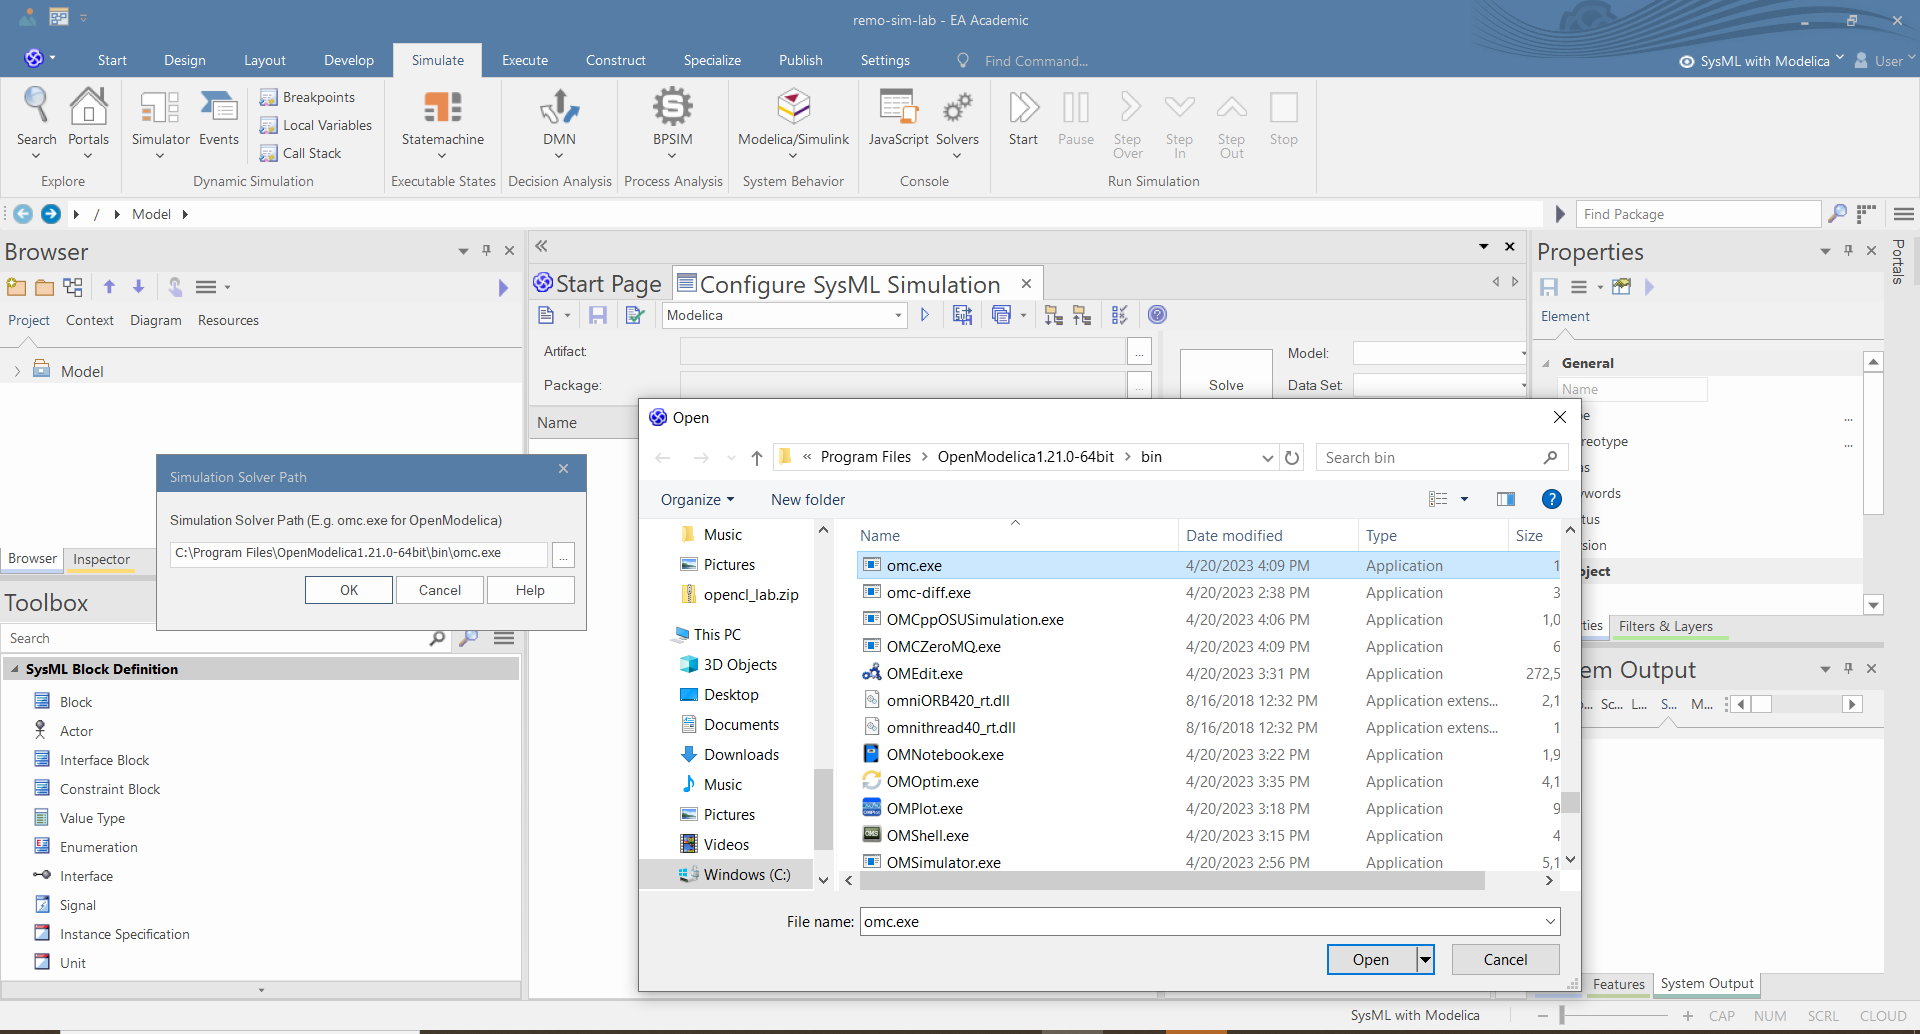 remo-sim-lab - EA Academic
Start
Design
Layout
Develop
Simulate
Execute
Construct
Specialize
Publish
Settings
Find Command...
SysML with Modelica
User
Search
Portals
Explore
Simulator
Events
Breakpoints
Local Variables
Call Stack
Dynamic Simulation
Statemachine
Executable States
DMN
Decision Analysis
BPSIM
Process Analysis
Modelica/Simulink
System Behavior
JavaScript
Solvers
Console
Start
Pause
Step Over
Step In
Step Out
Stop
Run Simulation
/
Model
Find Package
Browser
Project
Context
Diagram
Resources
Model
Browser
Inspector
Toolbox
Search
SysML Block Definition
Block
Actor
Interface Block
Constraint Block
Value Type
Enumeration
Interface
Signal
Instance Specification
Unit
Simulation Solver Path
Simulation Solver Path (E.g. omc.exe for OpenModelica)
C:\Program Files\OpenModelica1.21.0-64bit\bin\omc.exe
...
OK
Cancel
Help
Start Page
Configure SysML Simulation
Modelica
Artifact:
...
Package:
...
Solve
Model:
Data Set:
Name
Open
« Program Files > OpenModelica1.21.0-64bit > bin
Search bin
Organize
New folder
Music
Pictures
opencl_lab.zip
This PC
3D Objects
Desktop
Documents
Downloads
Music
Pictures
Videos
Windows (C:)
Name Date modified Type Size
omc.exe 4/20/2023 4:09 PM Application 1
omc-diff.exe 4/20/2023 2:38 PM Application 3
OMCppOSUSimulation.exe 4/20/2023 4:06 PM Application 1,0
OMCZeroMQ.exe 4/20/2023 4:09 PM Application 6
OMEdit.exe 4/20/2023 3:31 PM Application 272,5
omniORB420_rt.dll 8/16/2018 12:32 PM Application extens... 2,1
omnithread40_rt.dll 8/16/2018 12:32 PM Application extens... 1
OMNotebook.exe 4/20/2023 3:22 PM Application 1,9
OMOptim.exe 4/20/2023 3:35 PM Application 4,1
OMPlot.exe 4/20/2023 3:18 PM Application 9
OMShell.exe 4/20/2023 3:15 PM Application 4
OMSimulator.exe 4/20/2023 2:56 PM Application 5,1
File name: omc.exe
Open
Cancel
Properties
Element
General
Name
pe
...
reotype
...
as
words
tus
sion
ject
ties
Filters & Layers
em Output
Sc...
L...
S...
M...
Features
System Output
Portals
SysML with Modelica
CAP
NUM
SCRL
CLOUD